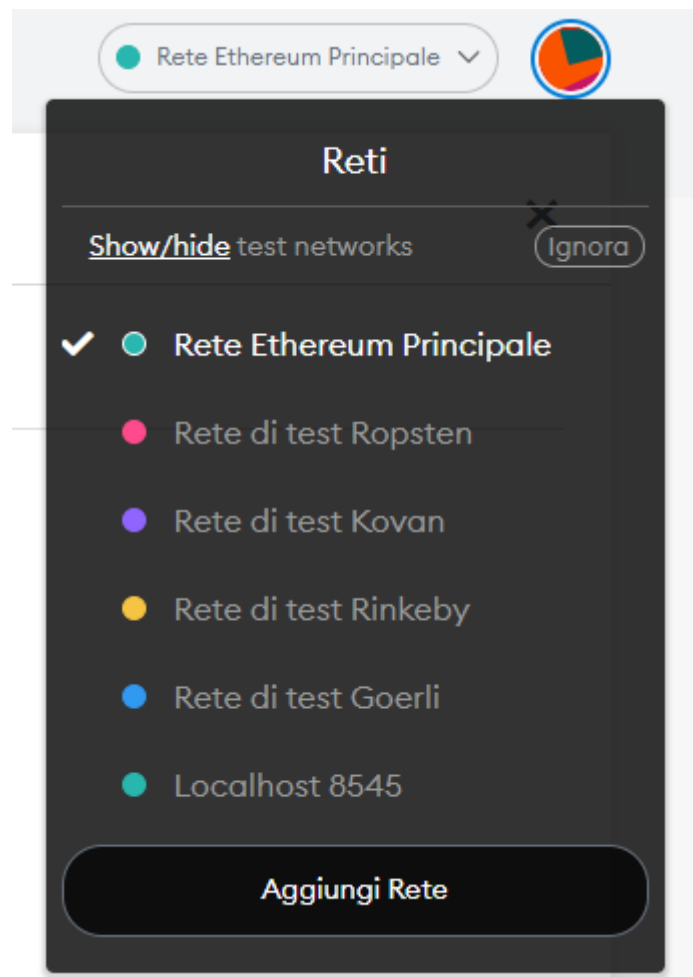 Rete Ethereum Principale
Reti
Show/hide test networks
Ignora
Rete Ethereum Principale
Rete di test Ropsten
Rete di test Kovan
Rete di test Rinkeby
Rete di test Goerli
Localhost 8545
Aggiungi Rete